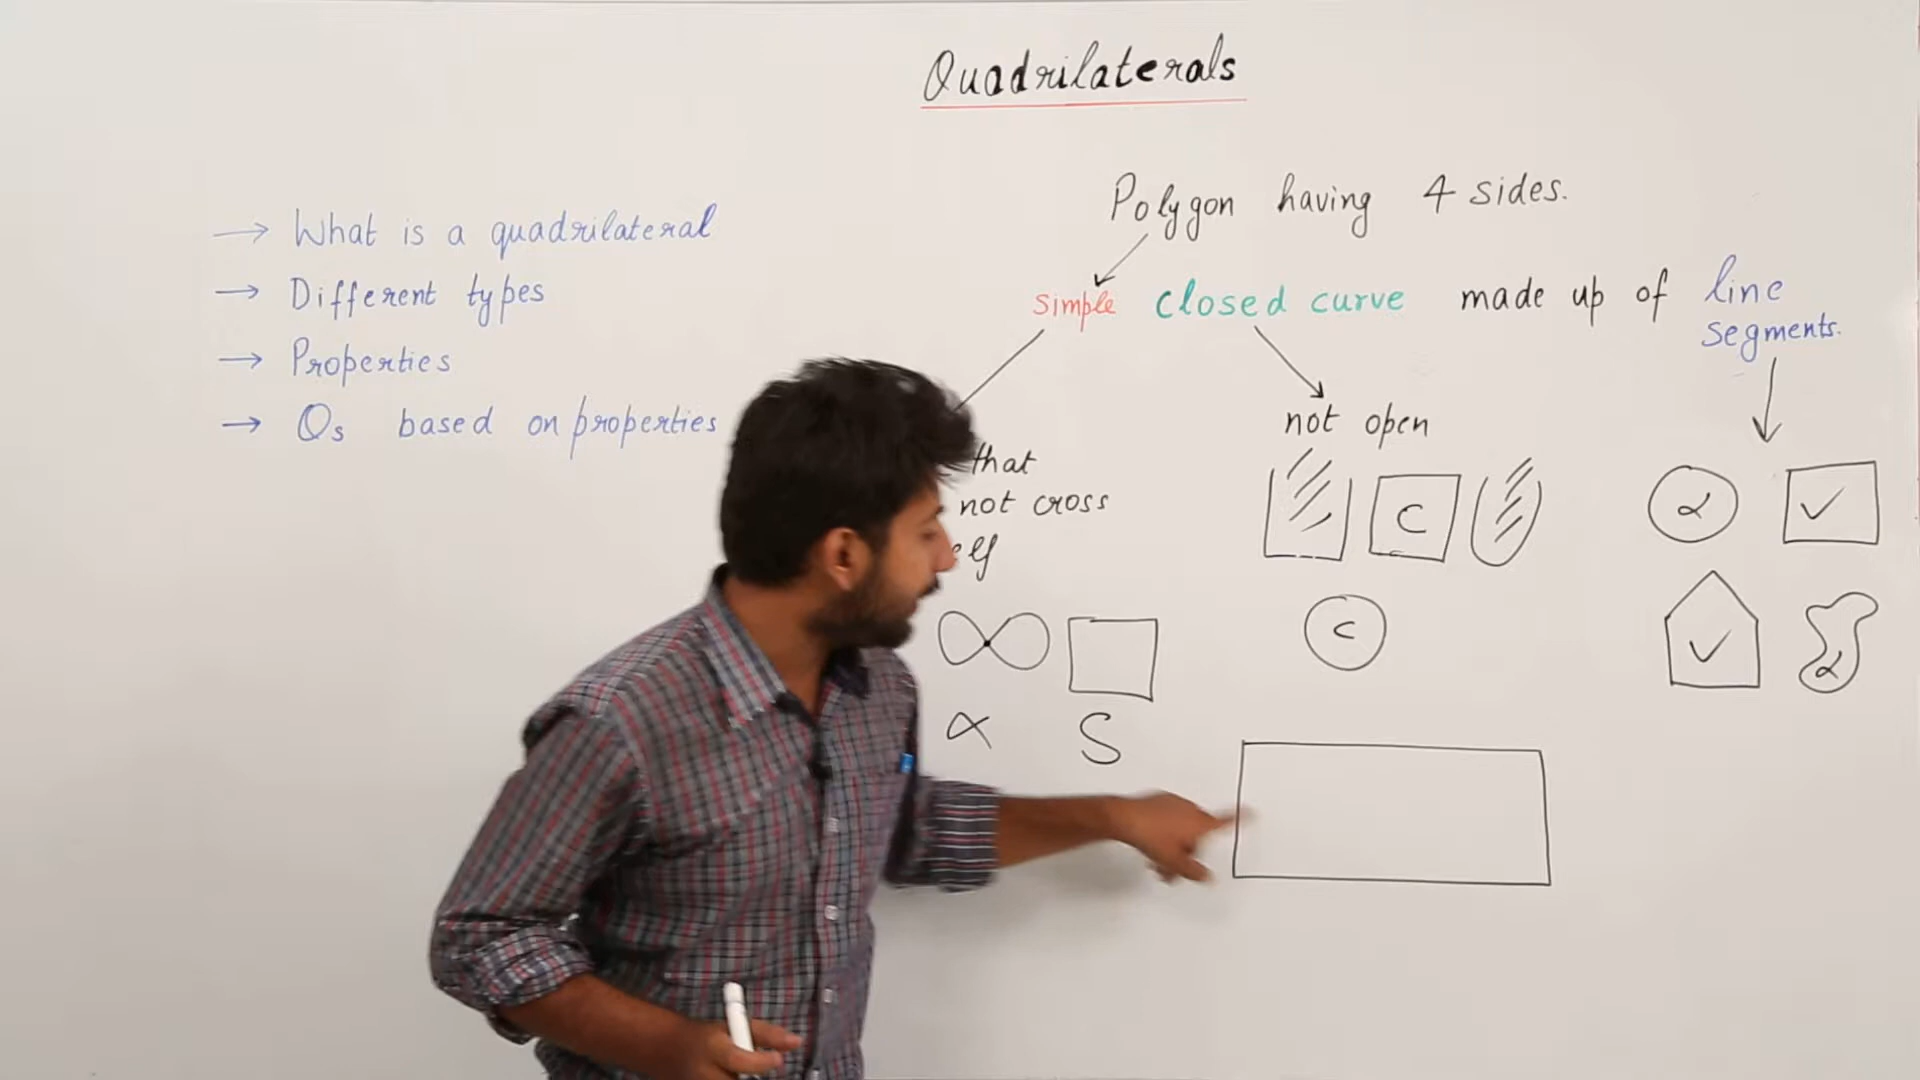 Quadrilaterals
→ What is a quadrilateral
→ Different types
→ Properties
→ Qs based on properties
Polygon having 4 sides.
simple closed curve made up of line
segments.
that
not cross
not open
C
C
S